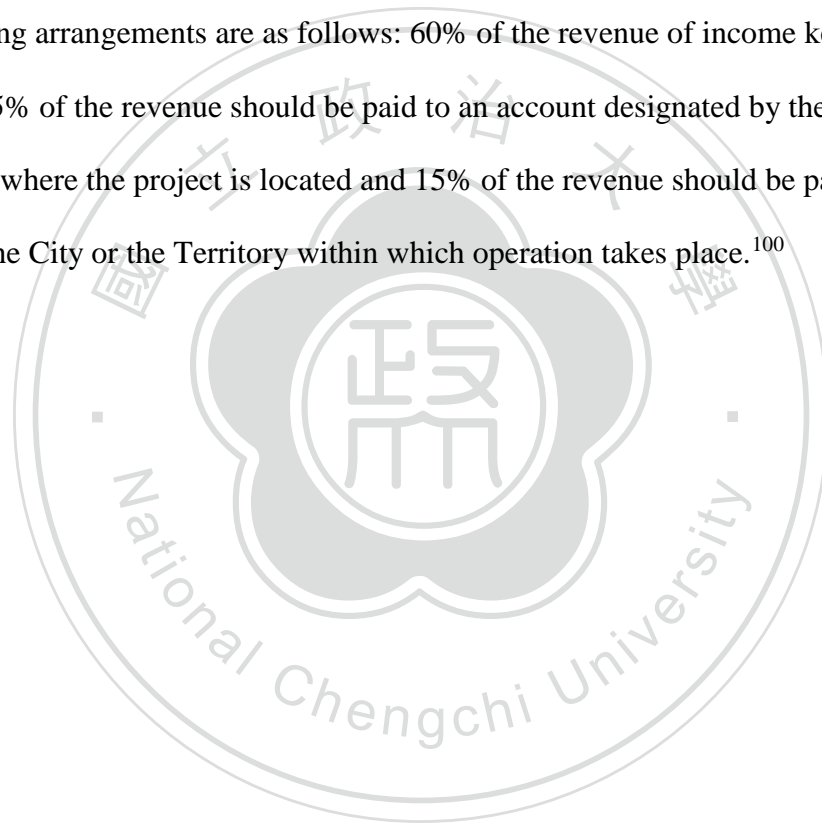 ng arrangements are as follows: 60% of the revenue of income k
5% of the revenue should be paid to an account designated by the
where the project is located and 15% of the revenue should be pa
he City or the Territory within which operation takes place.100
國立政治大學
政
National Chengchi University